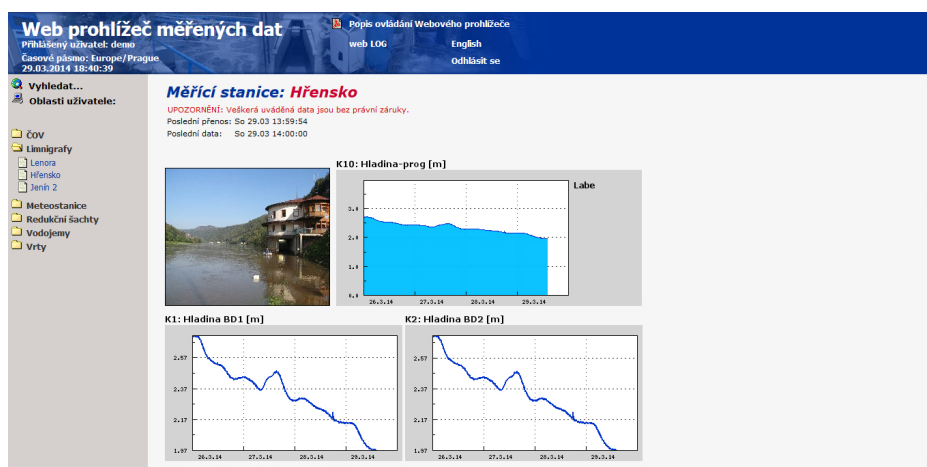 Web prohlížeč měřených dat
Přihlášený uživatel: demo
Časové pásmo: Europe/Prague
29.03.2014 18:40:39
Popis ovládání Webového prohlížeče
web LOG
English
Odhlásit se
Vyhledat...
Oblasti uživatele:
ČOV
Limnigrafy
Lenora
Hřensko
Jenín 2
Meteostanice
Redukční šachty
Vodojemy
Vrty
Měřící stanice: Hřensko
UPOZORNĚNÍ: Veškerá uváděná data jsou bez právní záruky.
Poslední přenos: So 29.03 13:59:54
Poslední data: So 29.03 14:00:00
K10: Hladina-prog [m]
Labe
3.0
2.0
1.0
0.0
26.3.14 27.3.14 28.3.14 29.3.14
K1: Hladina BD1 [m]
2.57
2.37
2.17
1.97
26.3.14 27.3.14 28.3.14 29.3.14
K2: Hladina BD2 [m]
2.57
2.37
2.17
1.97
26.3.14 27.3.14 28.3.14 29.3.14